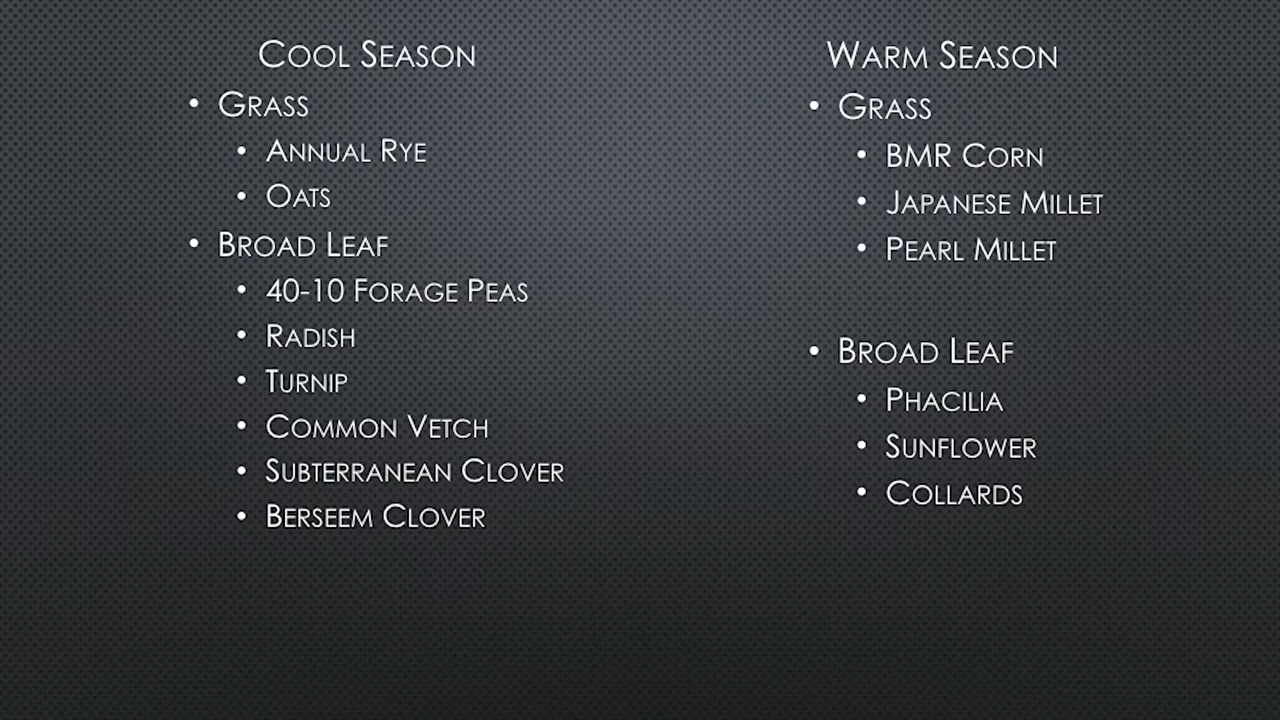 Cool Season
• Grass
• Annual Rye
• Oats
• Broad Leaf
• 40-10 Forage Peas
• Radish
• Turnip
• Common Vetch
• Subterranean Clover
• Berseem Clover
Warm Season
• Grass
• BMR Corn
• Japanese Millet
• Pearl Millet
• Broad Leaf
• Phacilia
• Sunflower
• Collards